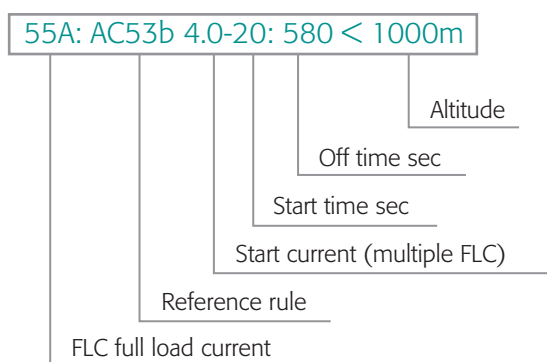 55A: AC53b 4.0-20: 580 < 1000m
Altitude
Off time sec
Start time sec
Start current (multiple FLC)
Reference rule
FLC full load current